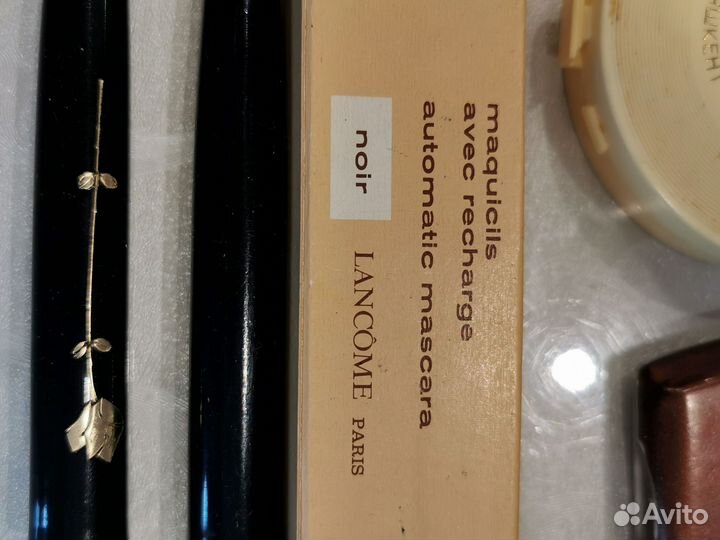 maquicils
avec recharge
automatic mascara
noir
LANCÔME PARIS
Avito